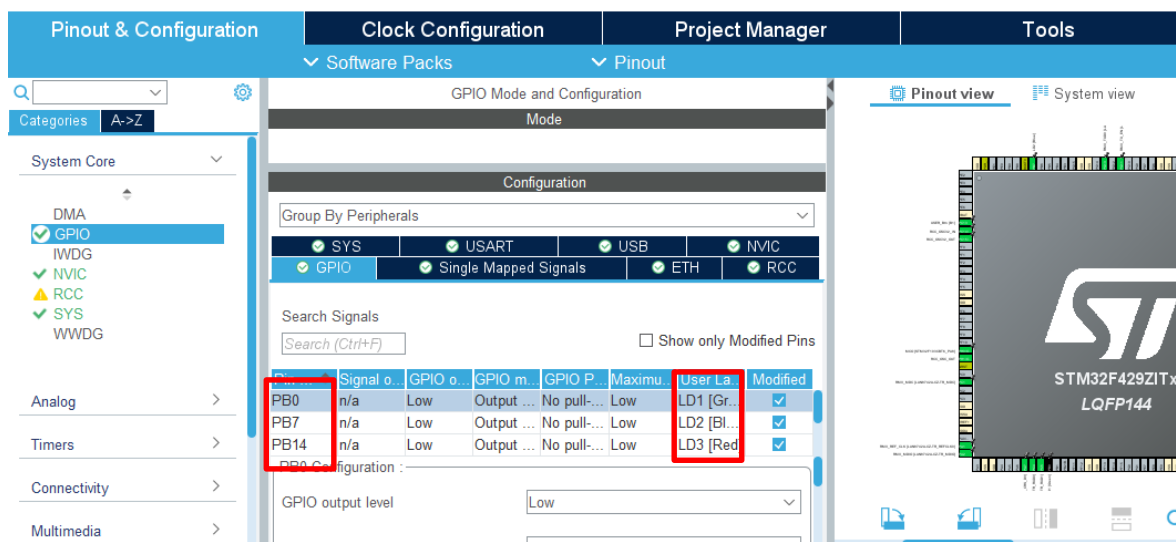 Pinout & Configuration
Clock Configuration
Project Manager
Tools
Software Packs
Pinout
GPIO Mode and Configuration
Pinout view
System view
Categories
A->Z
Mode
System Core
Configuration
DMA
GPIO
IWDG
NVIC
RCC
SYS
WWDG
Group By Peripherals
SYS
USART
USB
NVIC
GPIO
Single Mapped Signals
ETH
RCC
Search Signals
Search (Ctrl+F)
Show only Modified Pins
Pin ... Signal o... GPIO o... GPIO m... GPIO P... Maximu... User La... Modified
PB0 n/a Low Output ... No pull-... Low LD1 [Gr...
PB7 n/a Low Output ... No pull-... Low LD2 [Bl...
PB14 n/a Low Output ... No pull-... Low LD3 [Red]
PB0 Configuration :
GPIO output level
Low
Analog
Timers
Connectivity
Multimedia
ST
STM32F429ZITx
LQFP144